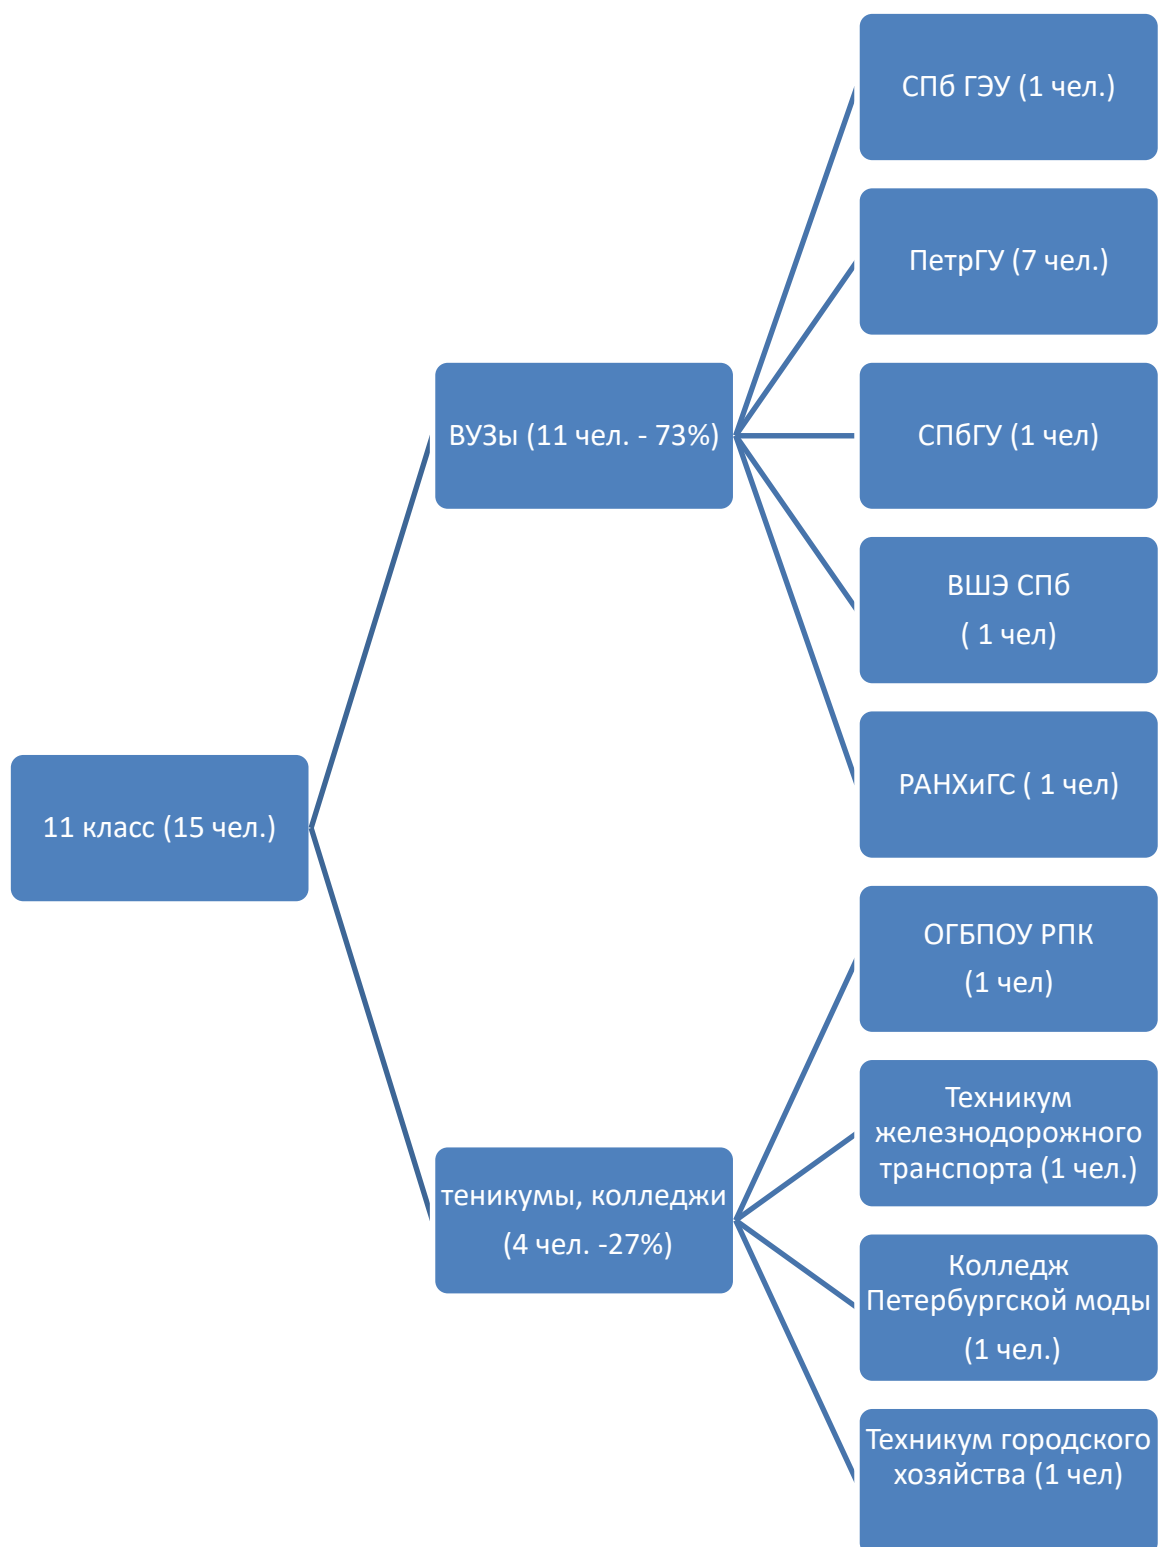 СПб ГЭУ (1 чел.)
ПетрГУ (7 чел.)
ВУЗы (11 чел. - 73%)
СПбГУ (1 чел)
ВШЭ СПб
( 1 чел)
РАНХиГС ( 1 чел)
11 класс (15 чел.)
ОГБПОУ РПК
(1 чел)
Техникум
железнодорожного
транспорта (1 чел.)
теникумы, колледжи
(4 чел. -27%)
Колледж
Петербургской моды
(1 чел.)
Техникум городского
хозяйства (1 чел)